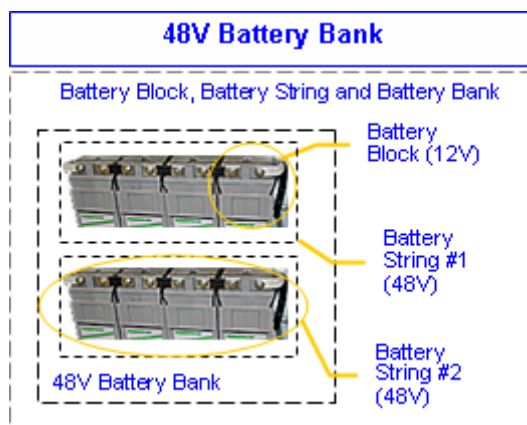 48V Battery Bank
Battery Block, Battery String and Battery Bank
Battery
Block (12V)
Battery
String #1
(48V)
Battery
String #2
(48V)
48V Battery Bank